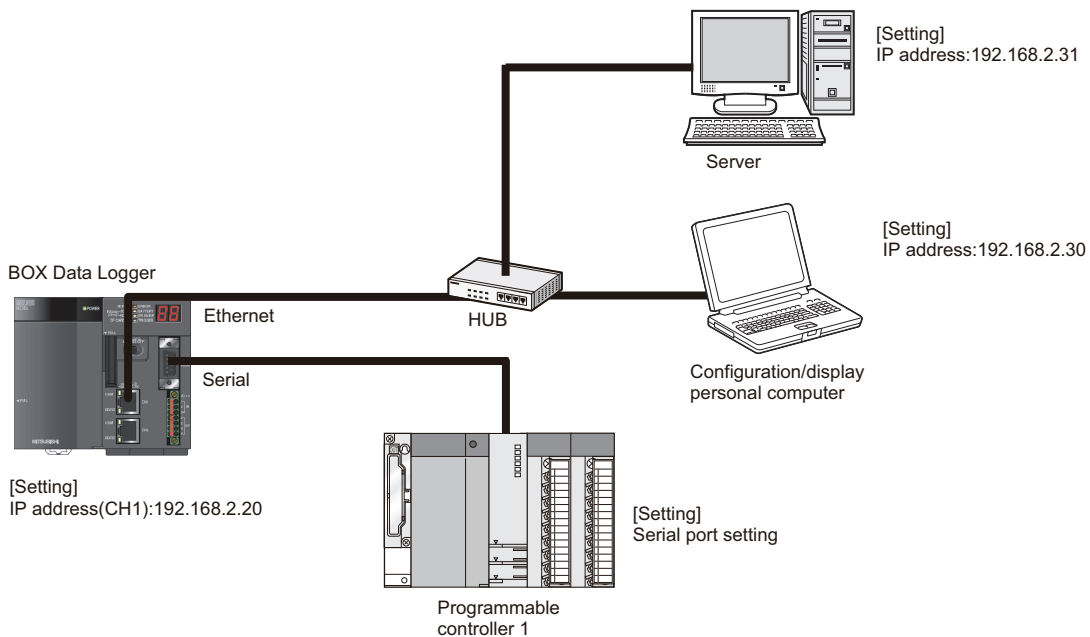 [Setting]
IP address:192.168.2.31
Server
[Setting]
IP address:192.168.2.30
BOX Data Logger
Ethernet
HUB
Serial
Configuration/display
personal computer
MITSUBISHI
[Setting]
IP address(CH1):192.168.2.20
[Setting]
Serial port setting
Programmable
controller 1